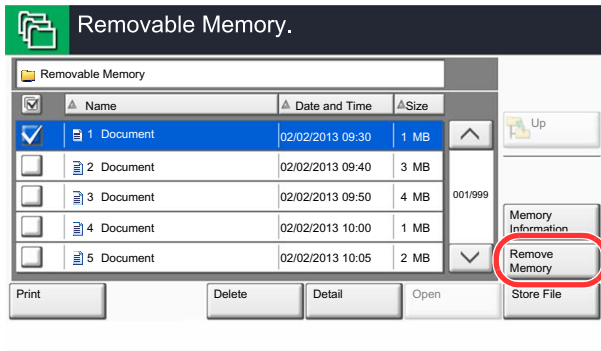 Removable Memory.
Removable Memory
Name Date and Time Size
1 Document 02/02/2013 09:30 1 MB
2 Document 02/02/2013 09:40 3 MB
3 Document 02/02/2013 09:50 4 MB
4 Document 02/02/2013 10:00 1 MB
5 Document 02/02/2013 10:05 2 MB
001/999
Up
Memory
Information
Remove
Memory
Print Delete Detail Open Store File